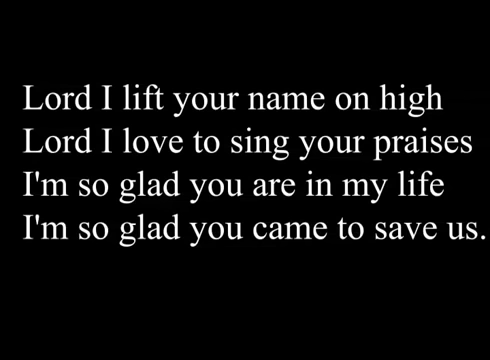 Lord I lift your name on high
Lord I love to sing your praises
I'm so glad you are in my life
I'm so glad you came to save us.